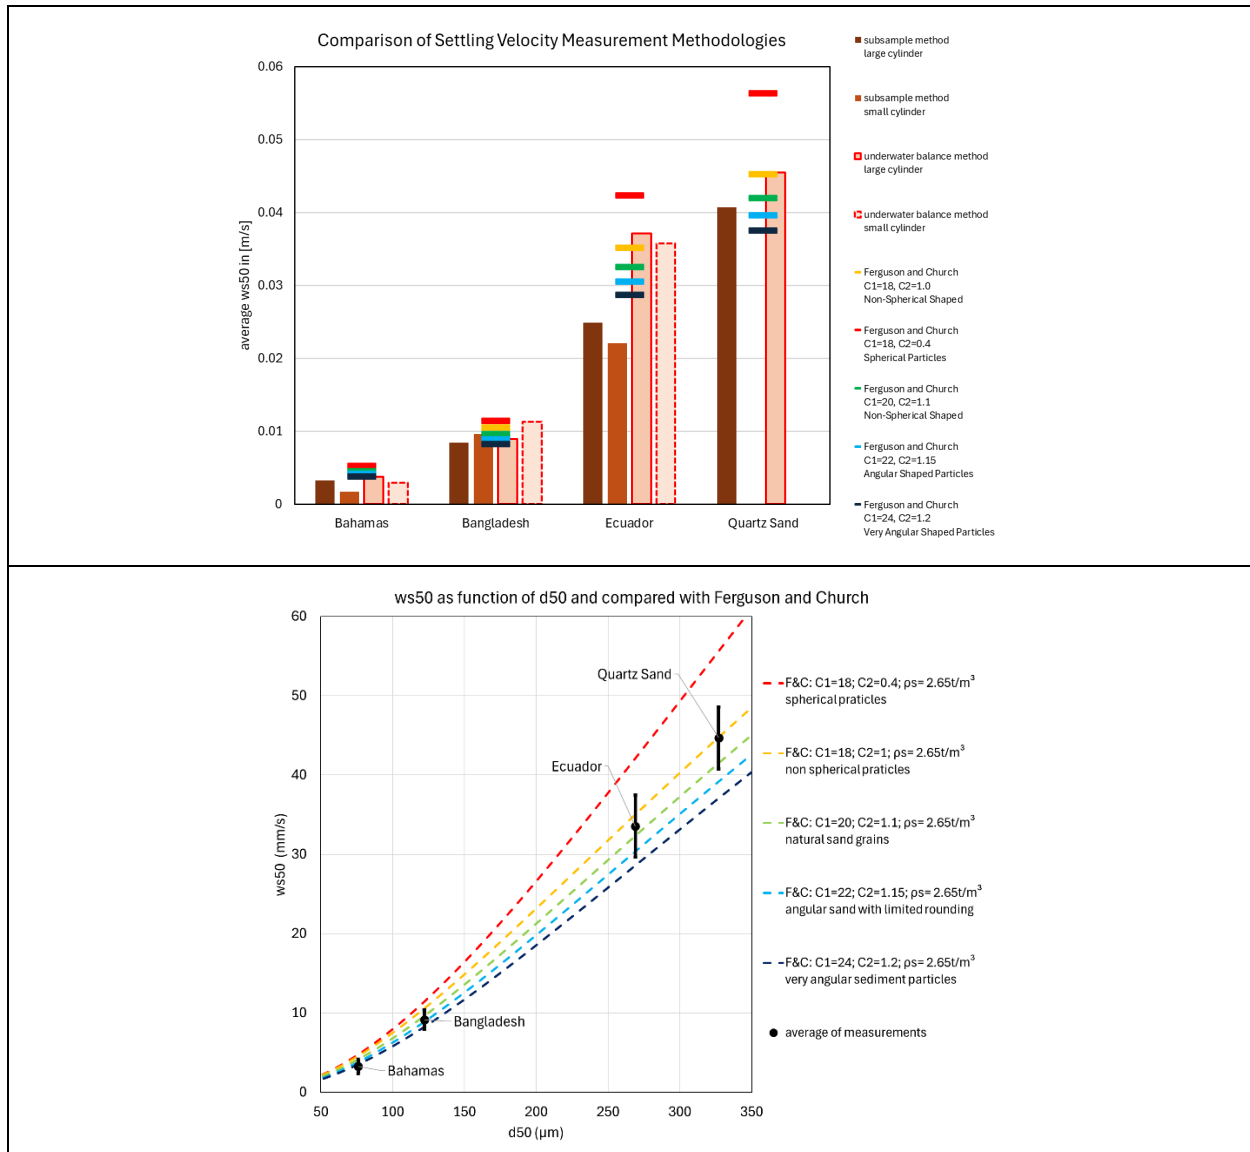 Comparison of Settling Velocity Measurement Methodologies
average ws50 in [m/s]
0.06
0.05
0.04
0.03
0.02
0.01
0
Bahamas
Bangladesh
Ecuador
Quartz Sand
subsample method
large cylinder
subsample method
small cylinder
underwater balance method
large cylinder
underwater balance method
small cylinder
Ferguson and Church
C1=18, C2=1.0
Non-Spherical Shaped
Ferguson and Church
C1=18, C2=0.4
Spherical Particles
Ferguson and Church
C1=20, C2=1.1
Non-Spherical Shaped
Ferguson and Church
C1=22, C2=1.15
Angular Shaped Particles
Ferguson and Church
C1=24, C2=1.2
Very Angular Shaped Particles
ws50 as function of d50 and compared with Ferguson and Church
ws50 (mm/s)
60
50
40
30
20
10
0
50
100
150
200
250
300
350
d50 (µm)
Quartz Sand
Ecuador
Bangladesh
Bahamas
F&C: C1=18; C2=0.4; ρs= 2.65t/m³
spherical praticles
F&C: C1=18; C2=1; ρs= 2.65t/m³
non spherical praticles
F&C: C1=20; C2=1.1; ρs= 2.65t/m³
natural sand grains
F&C: C1=22; C2=1.15; ρs= 2.65t/m³
angular sand with limited rounding
F&C: C1=24; C2=1.2; ρs= 2.65t/m³
very angular sediment particles
average of measurements